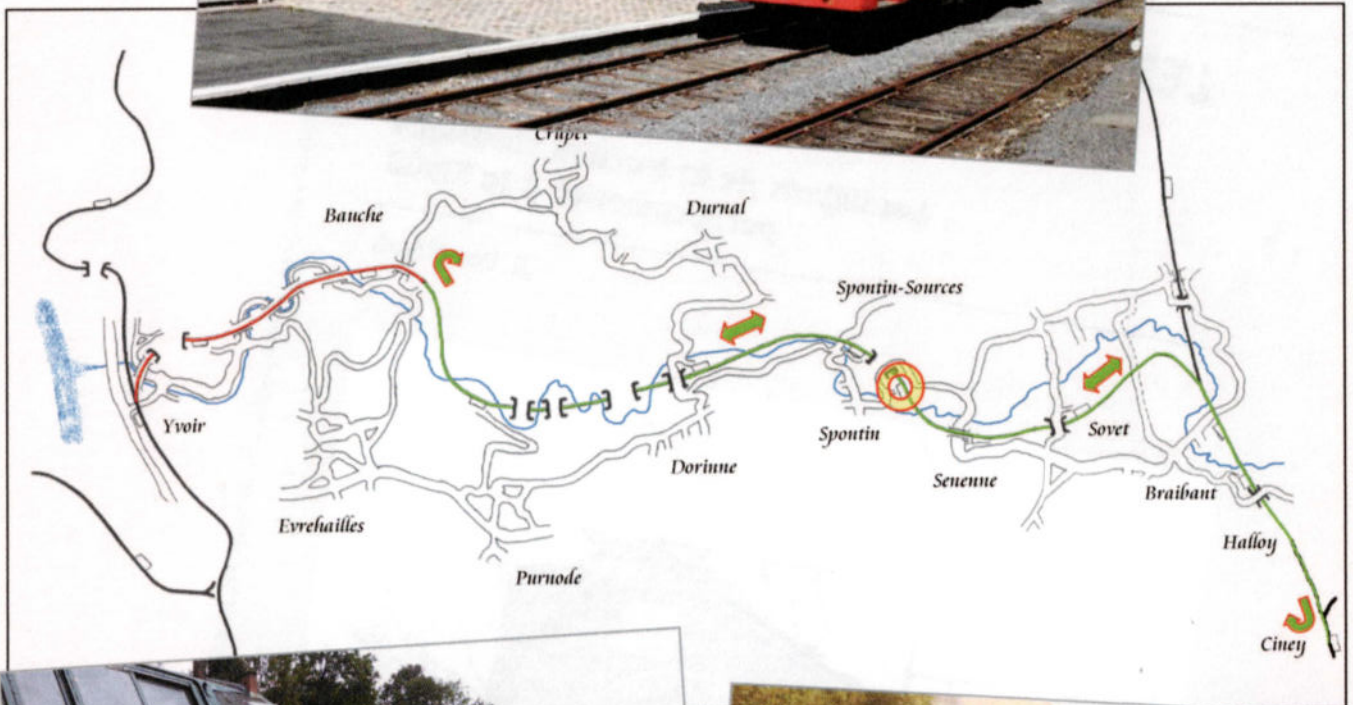 Durnal
Bauche
Spontin-Sources
Yvoir
Spontin
Sovet
Dorinne
Senenne
Braibant
Evrehailles
Halloy
Purnode
Ciney